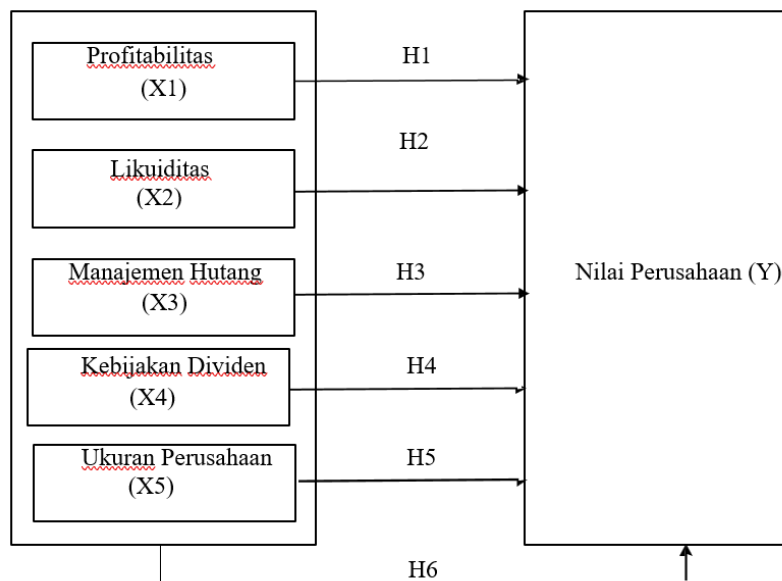 Profitabilitas
(X1)
H1
Likuiditas
(X2)
H2
Manajemen Hutang
(X3)
H3
Nilai Perusahaan (Y)
Kebijakan Dividen
(X4)
H4
Ukuran Perusahaan
(X5)
H5
H6